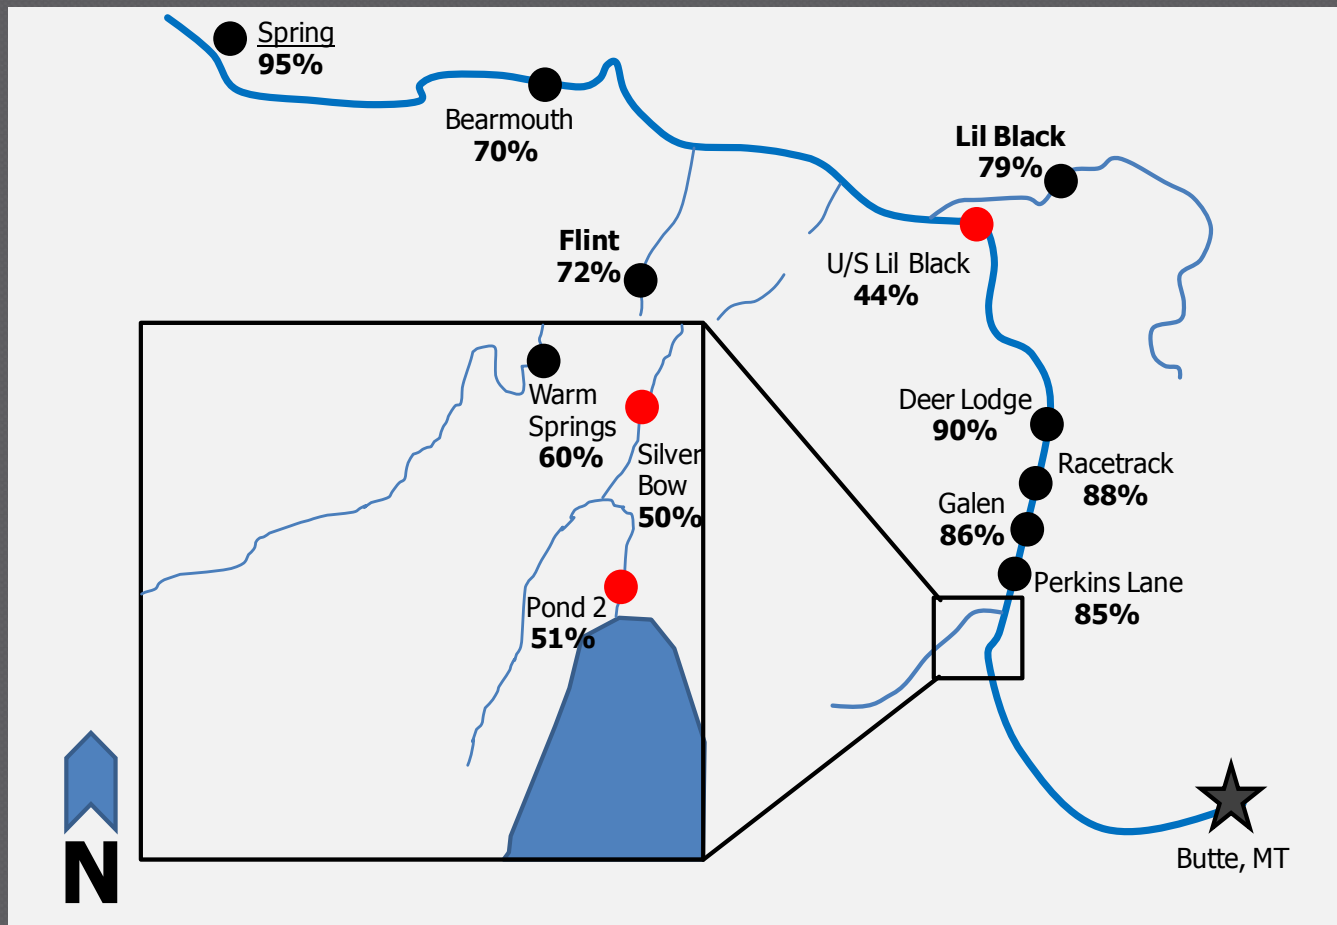 Spring
95%
Bearmouth
70%
Lil Black
79%
Flint
72%
U/S Lil Black
44%
Warm
Springs
60%
Silver
Bow
50%
Pond 2
51%
Deer Lodge
90%
Racetrack
88%
Galen
86%
Perkins Lane
85%
Butte, MT
N